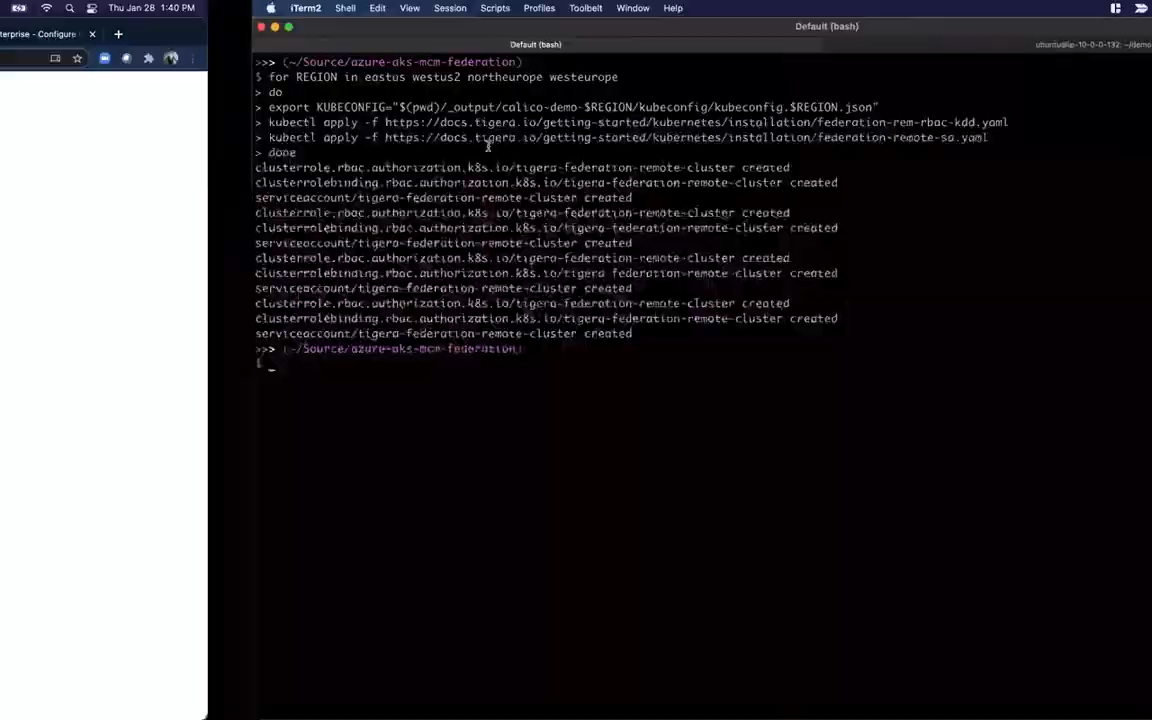 Thu Jan 28 1:40 PM
iTerm2 Shell Edit View Session Scripts Profiles Toolbelt Window Help
terprise - Configure
Default (bash)
Default (bash)
ubuntu@ip-10-0-0-132: ~/demo
>>> (~/Source/azure-aks-mcm-federation)
$ for REGION in eastus westus2 northeurope westeurope
> do
> export KUBECONFIG="$(pwd)/_output/calico-demo-$REGION/kubeconfig/kubeconfig.$REGION.json"
> kubectl apply -f https://docs.tigera.io/getting-started/kubernetes/installation/federation-rem-rbac-kdd.yaml
> kubectl apply -f https://docs.tigera.io/getting-started/kubernetes/installation/federation-remote-sa.yaml
> done
clusterrole.rbac.authorization.k8s.io/tigera-federation-remote-cluster created
clusterrolebinding.rbac.authorization.k8s.io/tigera-federation-remote-cluster created
serviceaccount/tigera-federation-remote-cluster created
clusterrole.rbac.authorization.k8s.io/tigera-federation-remote-cluster created
clusterrolebinding.rbac.authorization.k8s.io/tigera-federation-remote-cluster created
serviceaccount/tigera-federation-remote-cluster created
clusterrole.rbac.authorization.k8s.io/tigera-federation-remote-cluster created
clusterrolebinding.rbac.authorization.k8s.io/tigera-federation-remote-cluster created
serviceaccount/tigera-federation-remote-cluster created
clusterrole.rbac.authorization.k8s.io/tigera-federation-remote-cluster created
clusterrolebinding.rbac.authorization.k8s.io/tigera-federation-remote-cluster created
serviceaccount/tigera-federation-remote-cluster created
>>> (~/Source/azure-aks-mcm-federation)
$ _